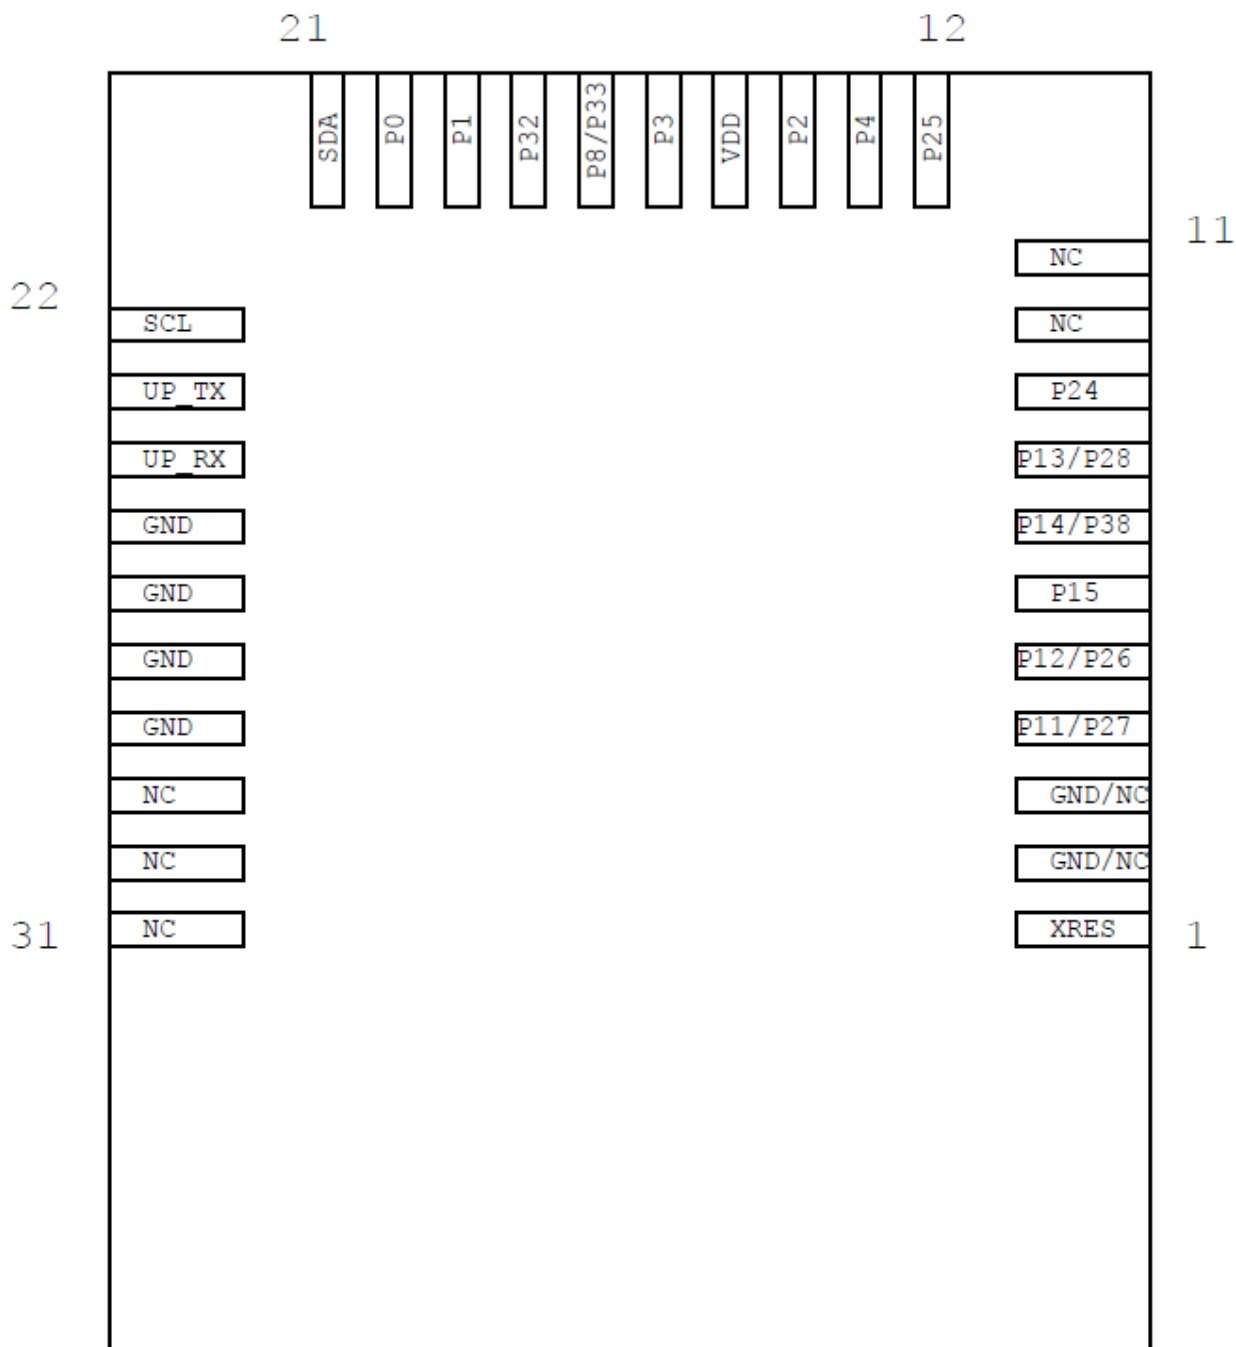 21 12
SDA P0 P1 P32 P8/P33 P3 VDD P2 P4 P25
11
NC
22
SCL NC
UP_TX P24
UP_RX P13/P28
GND P14/P38
GND P15
GND P12/P26
GND P11/P27
NC GND/NC
NC GND/NC
31 NC XRES 1